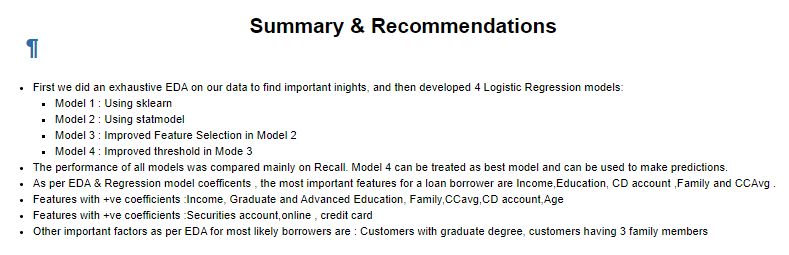 Summary & Recommendations
¶
First we did an exhaustive EDA on our data to find important inights, and then developed 4 Logistic Regression models:
Model 1 : Using sklearn
Model 2 : Using statmodel
Model 3 : Improved Feature Selection in Model 2
Model 4 : Improved threshold in Mode 3
The performance of all models was compared mainly on Recall. Model 4 can be treated as best model and can be used to make predictions.
As per EDA & Regression model coefficents , the most important features for a loan borrower are Income,Education, CD account ,Family and CCAvg .
Features with +ve coefficients :Income, Graduate and Advanced Education, Family,CCavg,CD account,Age
Features with +ve coefficients :Securities account,online , credit card
Other important factors as per EDA for most likely borrowers are : Customers with graduate degree, customers having 3 family members